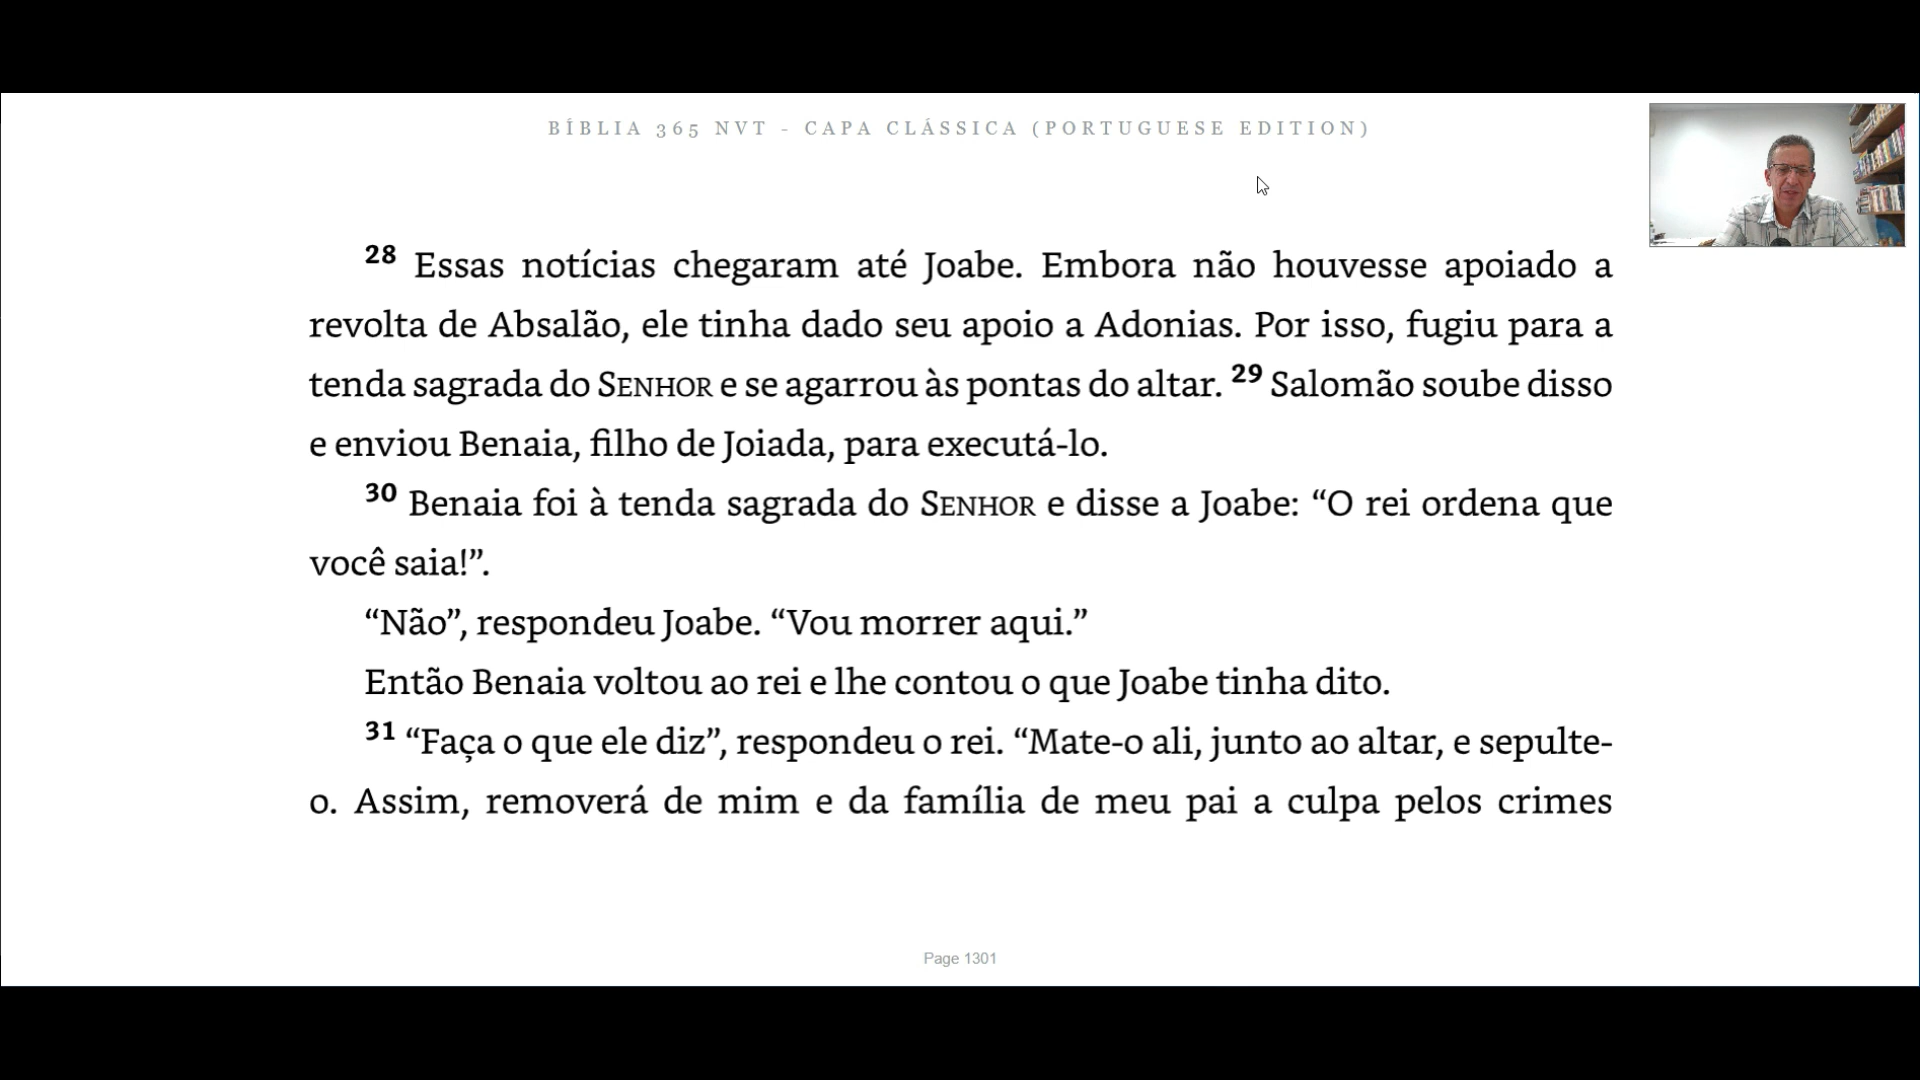 BÍBLIA 365 NVT - CAPA CLÁSSICA (PORTUGUESE EDITION)
28 Essas notícias chegaram até Joabe. Embora não houvesse apoiado a
revolta de Absalão, ele tinha dado seu apoio a Adonias. Por isso, fugiu para a
tenda sagrada do SENHOR e se agarrou às pontas do altar. 29 Salomão soube disso
e enviou Benaia, filho de Joiada, para executá-lo.
30 Benaia foi à tenda sagrada do SENHOR e disse a Joabe: “O rei ordena que
você saia!”.
“Não”, respondeu Joabe. “Vou morrer aqui.”
Então Benaia voltou ao rei e lhe contou o que Joabe tinha dito.
31 “Faça o que ele diz”, respondeu o rei. “Mate-o ali, junto ao altar, e sepulte-
o. Assim, removerá de mim e da família de meu pai a culpa pelos crimes
Page 1301